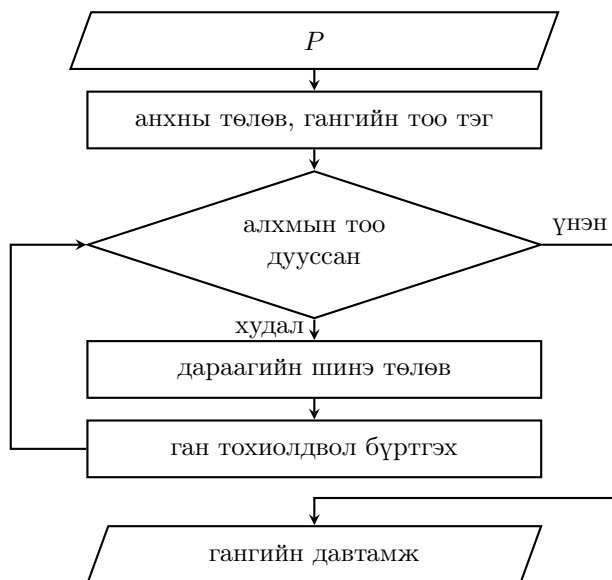 P
анхны төлөв, гангийн тоо тэг
алхмын тоо
дууссан
үнэн
худал
дараагийн шинэ төлөв
ган тохиолдвол бүртгэх
гангийн давтамж